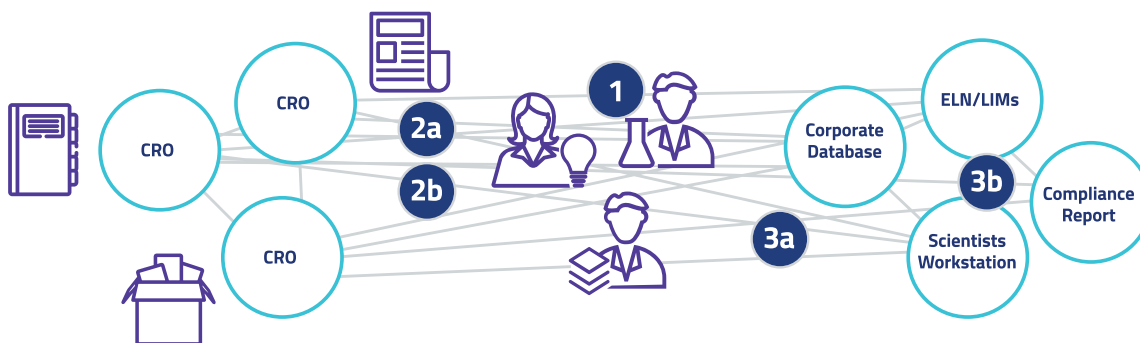 CRO
CRO
CRO
1
2a
2b
3a
3b
Corporate
Database
ELN/LIMs
Compliance
Report
Scientists
Workstation